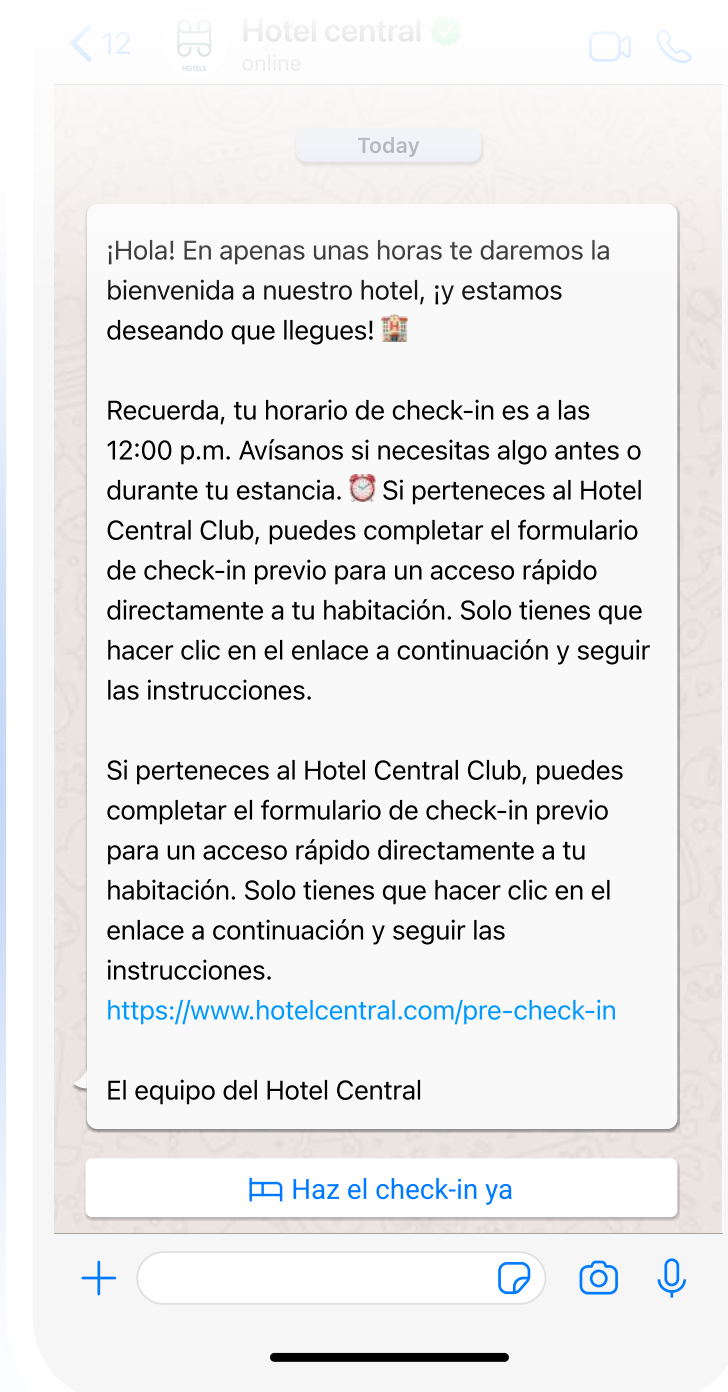 12
HOTELS
Hotel central
online
Today
¡Hola! En apenas unas horas te daremos la
bienvenida a nuestro hotel, ¡y estamos
deseando que llegues! 🏨
Recuerda, tu horario de check-in es a las
12:00 p.m. Avísanos si necesitas algo antes o
durante tu estancia. ⏰ Si perteneces al Hotel
Central Club, puedes completar el formulario
de check-in previo para un acceso rápido
directamente a tu habitación. Solo tienes que
hacer clic en el enlace a continuación y seguir
las instrucciones.
Si perteneces al Hotel Central Club, puedes
completar el formulario de check-in previo
para un acceso rápido directamente a tu
habitación. Solo tienes que hacer clic en el
enlace a continuación y seguir las
instrucciones.
https://www.hotelcentral.com/pre-check-in
El equipo del Hotel Central
Haz el check-in ya